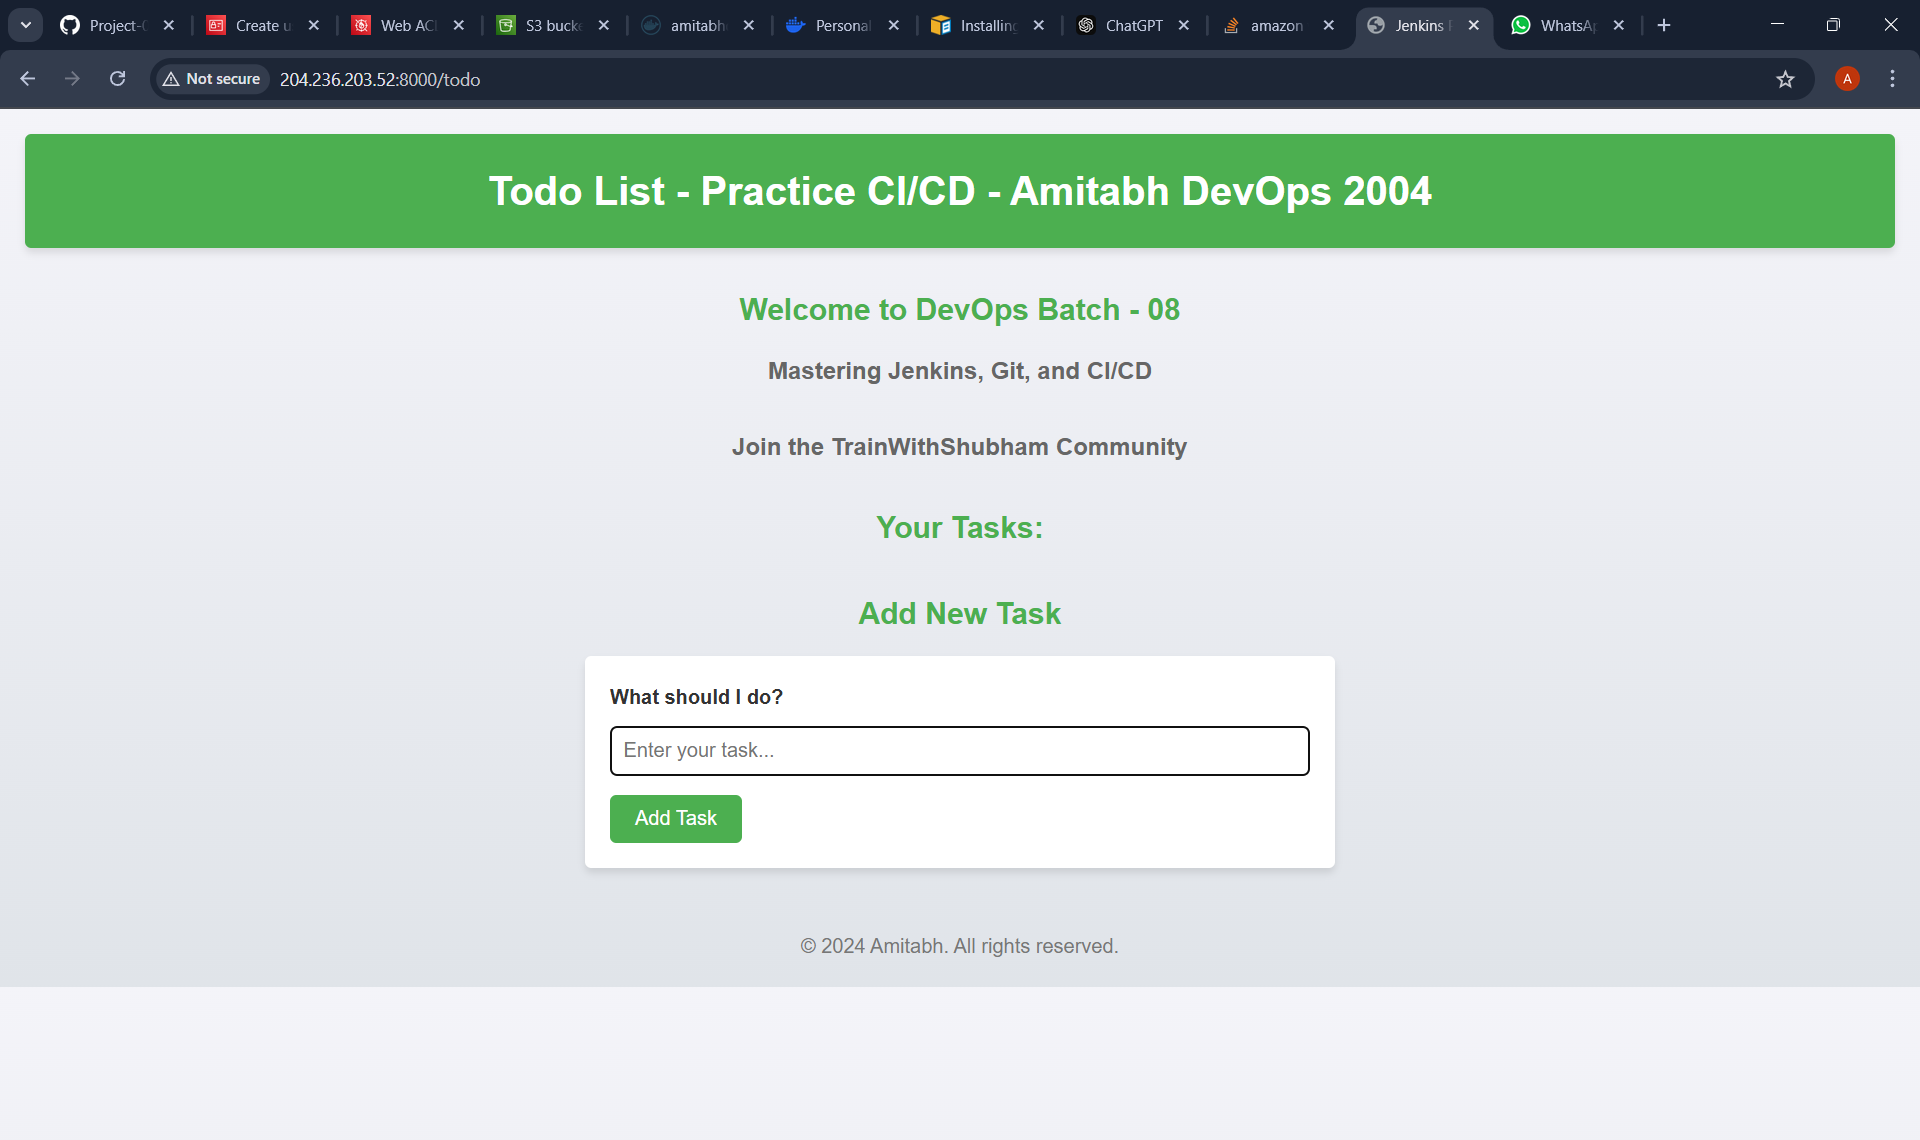 Project-
Create u
Web AC
S3 bucke
amitabh
Personal
Installing
ChatGPT
amazon
Jenkins
WhatsAp
Not secure
204.236.203.52:8000/todo
A
Todo List - Practice CI/CD - Amitabh DevOps 2004
Welcome to DevOps Batch - 08
Mastering Jenkins, Git, and CI/CD
Join the TrainWithShubham Community
Your Tasks:
Add New Task
What should I do?
Enter your task...
Add Task
© 2024 Amitabh. All rights reserved.